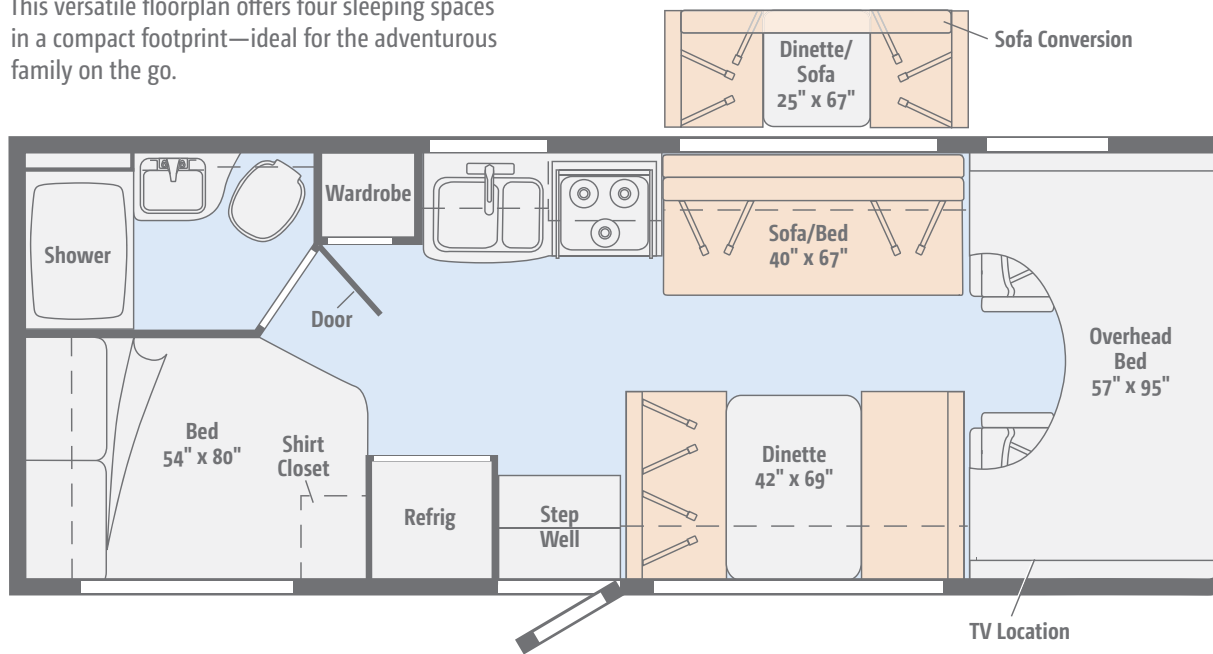 This versatile floorplan offers four sleeping spaces
in a compact footprint—ideal for the adventurous
family on the go.
Dinette/
Sofa
25" x 67"
Sofa Conversion
Shower
Wardrobe
Door
Sofa/Bed
40" x 67"
Overhead
Bed
57" x 95"
Bed
54" x 80"
Shirt
Closet
Refrig
Step
Well
Dinette
42" x 69"
TV Location